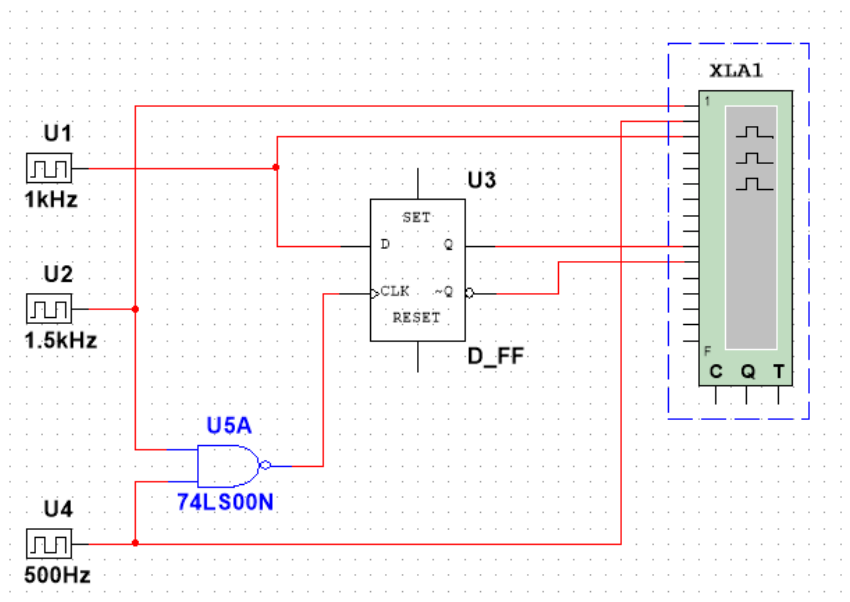 XLA1
1
U1
1kHz
U3
SET
D Q
U2
1.5kHz
CLK ~Q
RESET
D_FF
F
C Q T
U5A
74LS00N
U4
500Hz